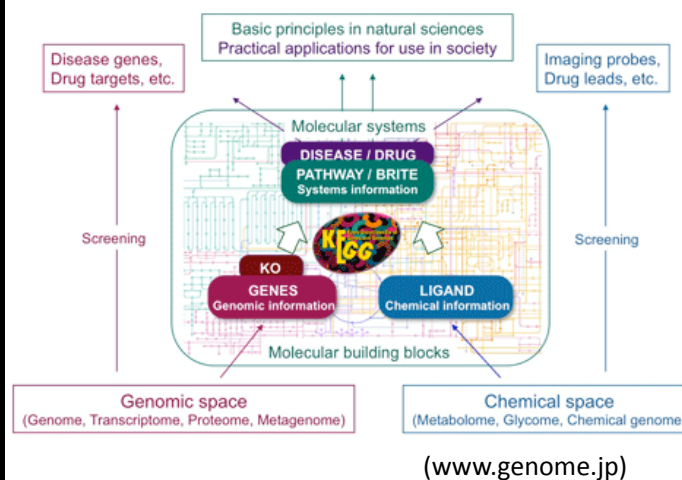 Basic principles in natural sciences
Practical applications for use in society
Disease genes,
Drug targets, etc.
Imaging probes,
Drug leads, etc.
Molecular systems
DISEASE / DRUG
PATHWAY / BRITE
Systems information
Screening
KEGG
Screening
KO
GENES
Genomic information
LIGAND
Chemical information
Molecular building blocks
Genomic space
(Genome, Transcriptome, Proteome, Metagenome)
Chemical space
(Metabolome, Glycome, Chemical genome
(www.genome.jp)